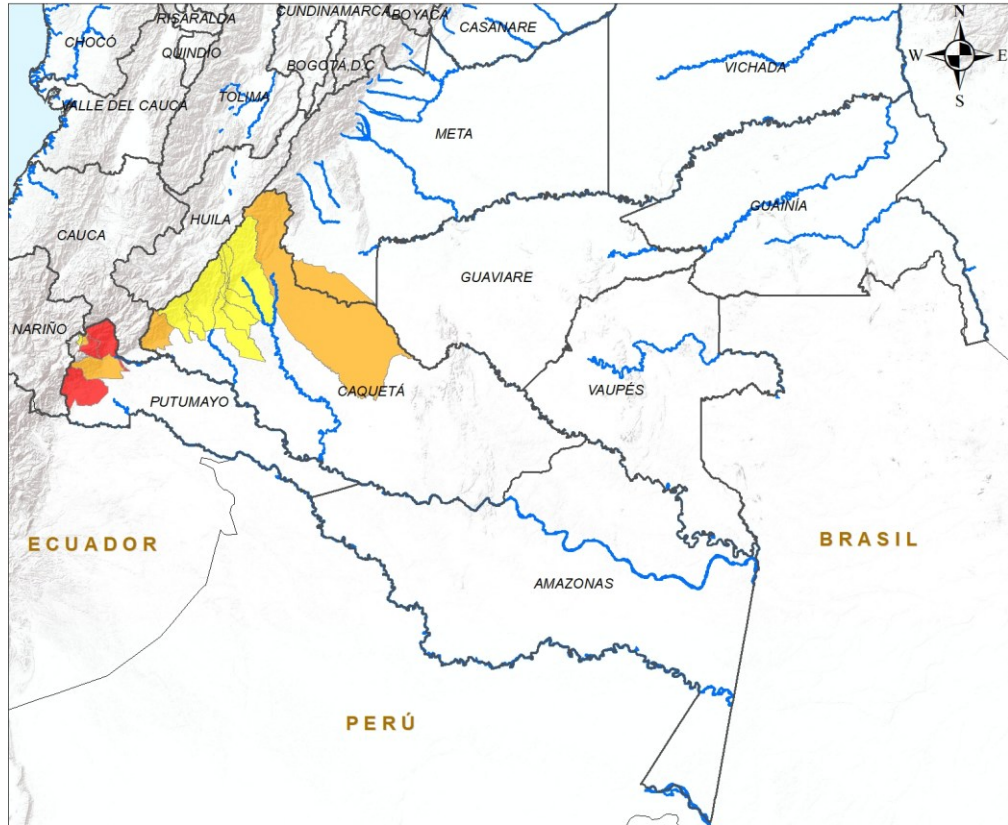 CUNDINAMARCA
BOYACÁ
RISARALDA
CASANARE
N
CHOCÓ
QUINDÍO
W
E
BOGOTÁ D.C
VICHADA
S
TOLIMA
VALLE DEL CAUCA
META
GUAINÍA
HUILA
CAUCA
GUAVIARE
NARIÑO
CAQUETÁ
VAUPÉS
PUTUMAYO
ECUADOR
BRASIL
AMAZONAS
PERÚ